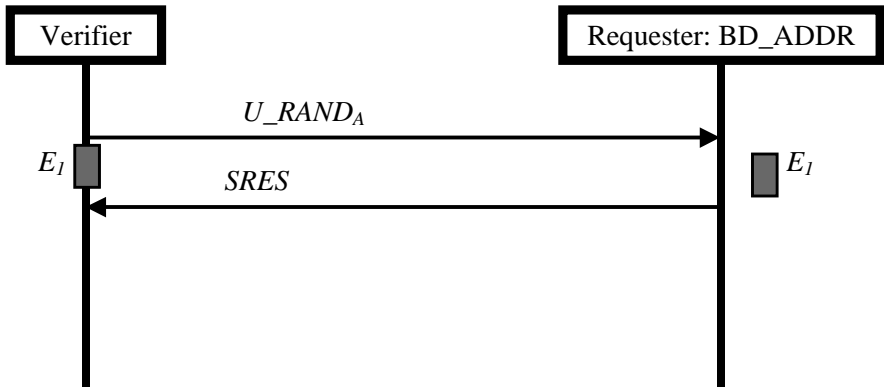 Verifier
Requester: BD_ADDR
U_RAND_A
E_1
E_1
SRES